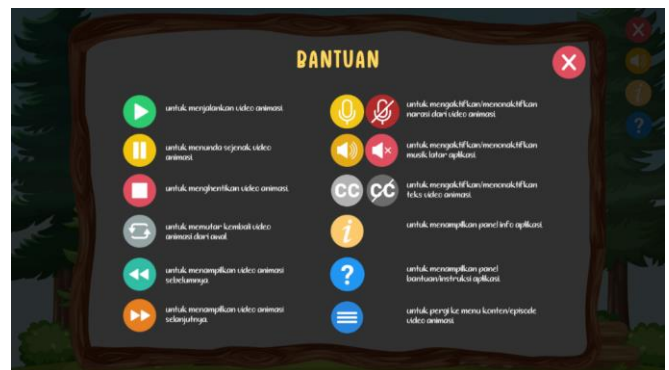 BANTUAN
untuk menjalankan video animasi.
untuk menunda sejenak video
animasi.
untuk menghentikan video animasi.
untuk memutar kembali video
animasi dari awal.
untuk menampilkan video animasi
sebelumnya.
untuk menampilkan video animasi
selanjutnya.
untuk mengaktifkan/menonaktifkan
narasi dari video animasi.
untuk mengaktifkan/menonaktifkan
musik latar aplikasi.
CC CC
untuk mengaktifkan/menonaktifkan
teks video animasi.
i
untuk menampilkan panel info aplikasi.
?
untuk menampilkan panel
bantuan/instruksi aplikasi.
untuk pergi ke menu konten/episode
video animasi.
i
?